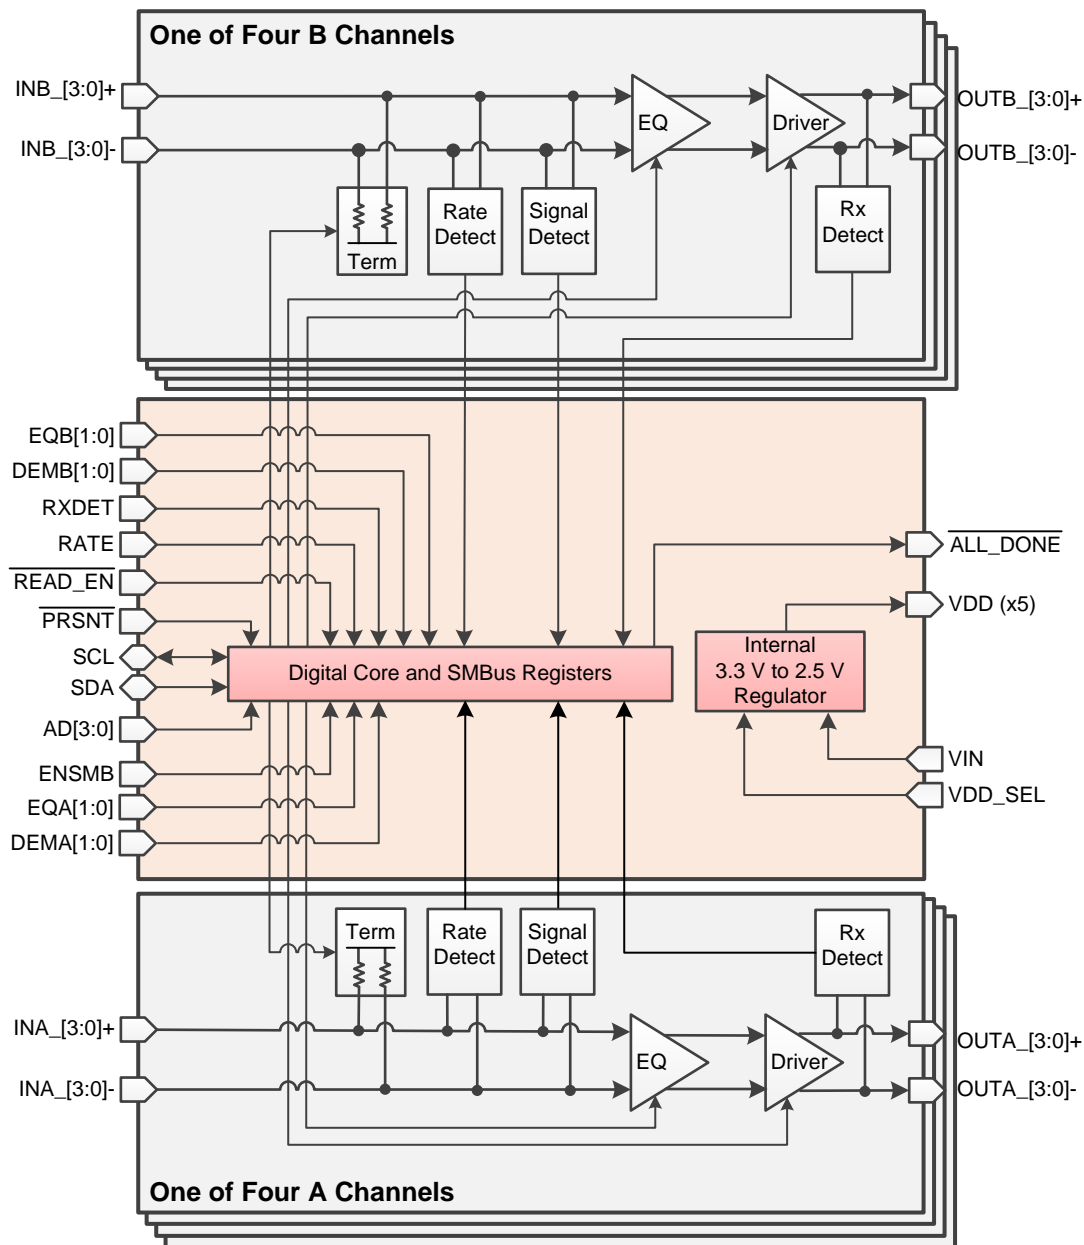 One of Four B Channels
INB_[3:0]+
INB_[3:0]-
EQ
Driver
OUTB_[3:0]+
OUTB_[3:0]-
Term
Rate
Detect
Signal
Detect
Rx
Detect
EQB[1:0]
DEMB[1:0]
RXDET
RATE
READ_EN
PRSNT
SCL
SDA
AD[3:0]
ENSMB
EQA[1:0]
DEMA[1:0]
Digital Core and SMBus Registers
ALL_DONE
VDD (x5)
Internal
3.3 V to 2.5 V
Regulator
VIN
VDD_SEL
Term
Rate
Detect
Signal
Detect
Rx
Detect
INA_[3:0]+
INA_[3:0]-
EQ
Driver
OUTA_[3:0]+
OUTA_[3:0]-
One of Four A Channels